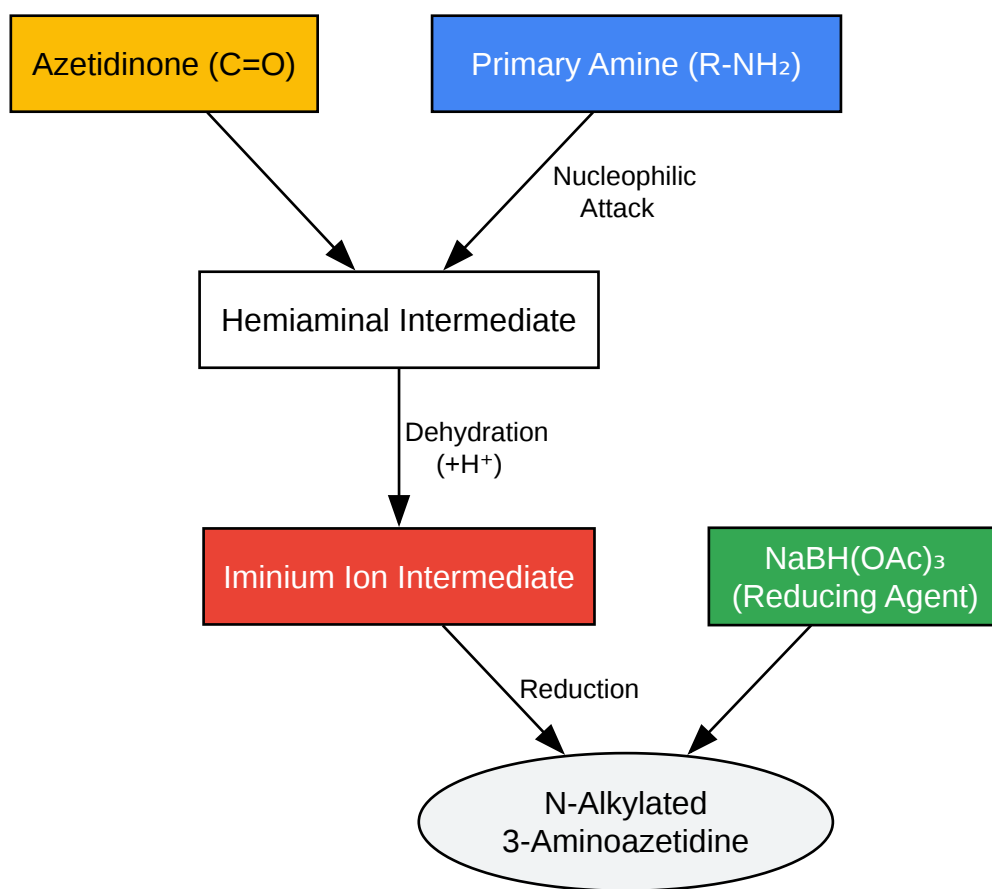 Azetidinone (C=O)
Primary Amine (R-NH₂)
Nucleophilic
Attack
Hemiaminal Intermediate
Dehydration
(+H⁺)
Iminium Ion Intermediate
NaBH(OAc)₃
(Reducing Agent)
Reduction
N-Alkylated
3-Aminoazetidine